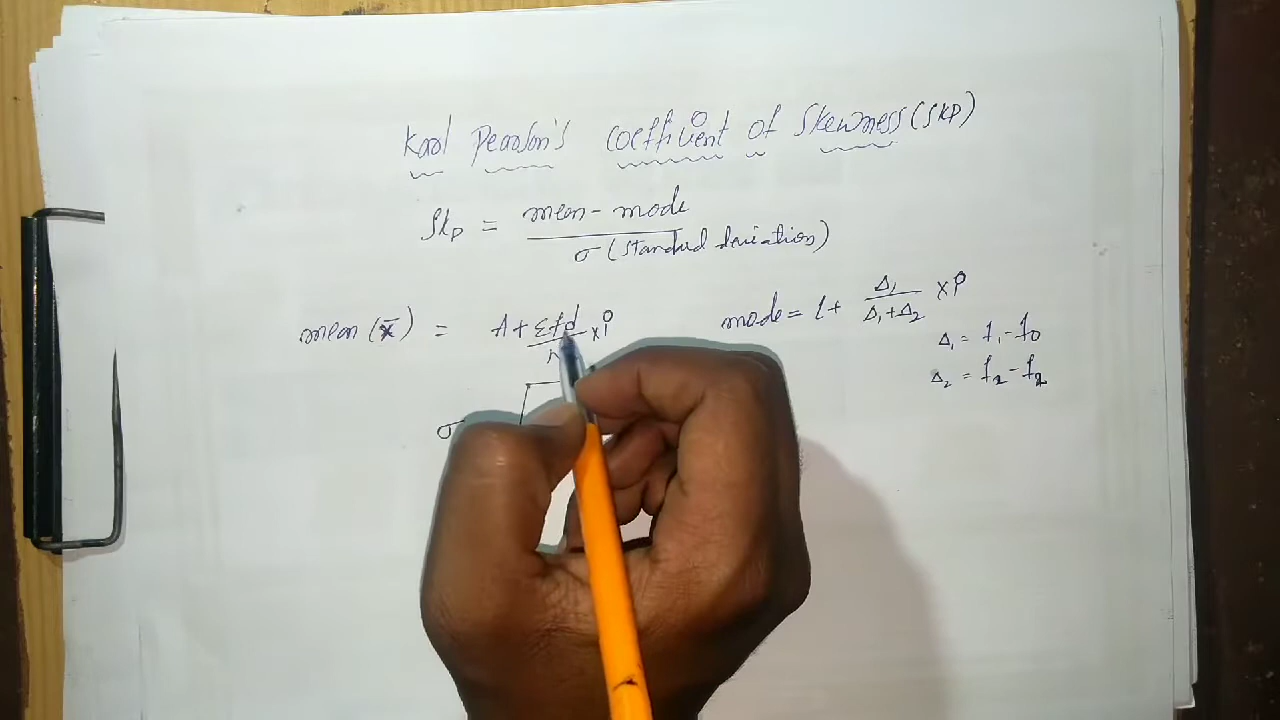 Karl Pearson's coefficient of Skewness (SKP)
SkP = mean - mode / σ (standard deviation)
mean (x̄) = A + Σfd / N × i
mode = l + Δ1 / Δ1+Δ2 × i
Δ1 = f1 - f0
Δ2 = f1 - f2
σ